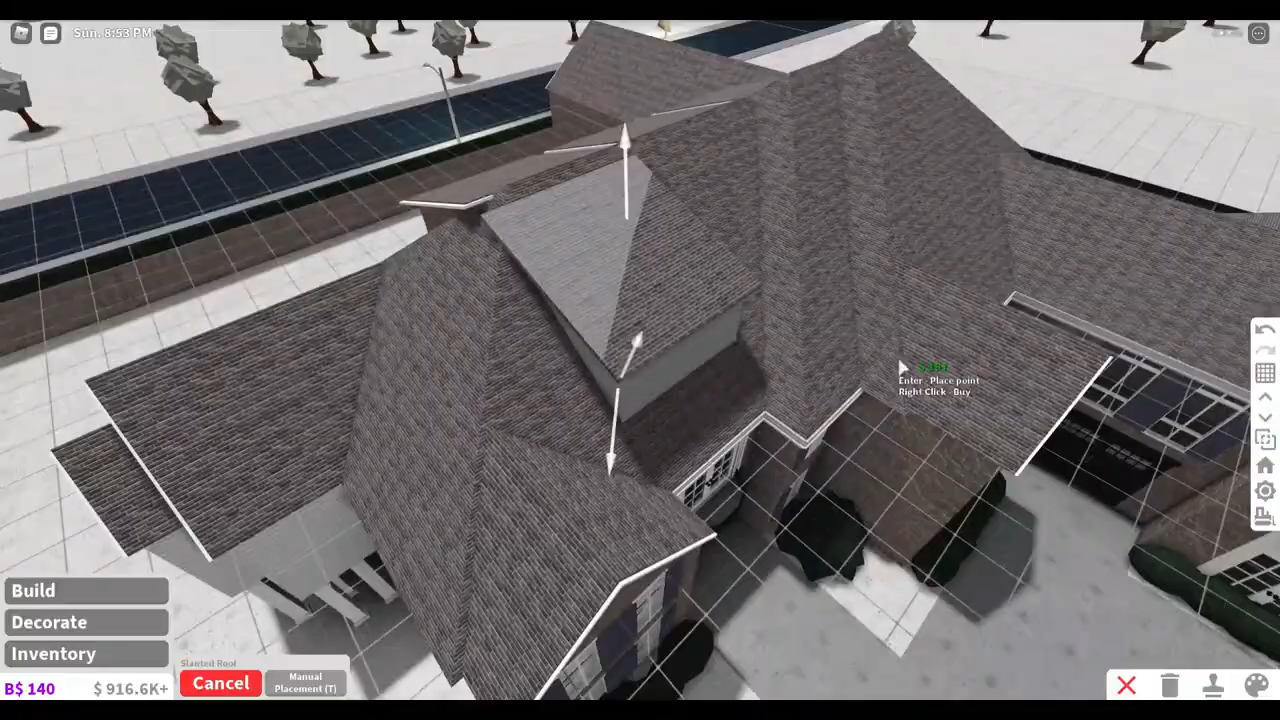 Sun. 8:53 PM
Enter - Place point
Right Click - Buy
Build
Decorate
Inventory
B$ 140 $ 916.6K+
Slanted Roof
Cancel
Manual
Placement (T)